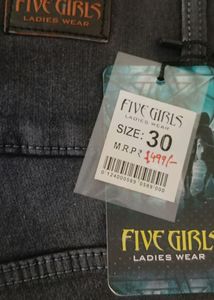 FIVE GIRLS
LADIES WEAR
FIVE GIRLS
LADIES WEAR
SIZE: 30
M.R.P.₹ 1499/-
FIVE GIRLS
LADIES WEAR